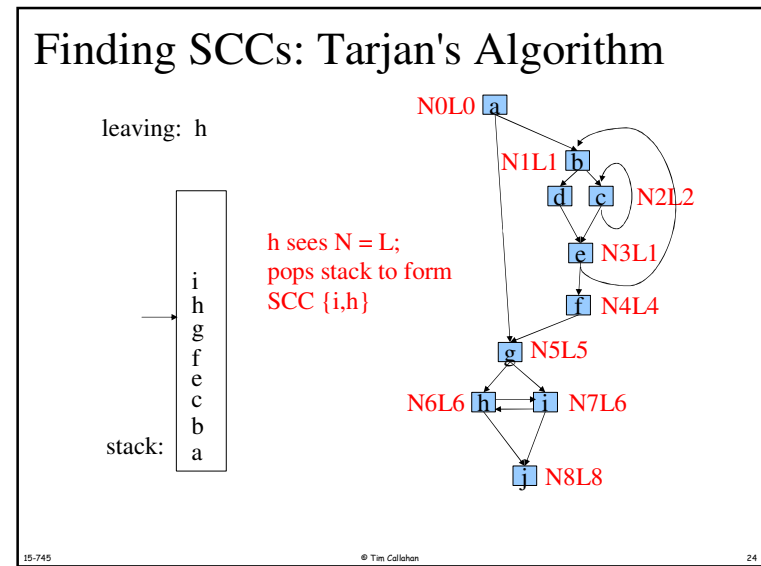 Finding SCCs: Tarjan's Algorithm
leaving: h
h sees N = L;
pops stack to form
SCC {i,h}
i
h
g
f
e
c
b
a
stack:
N0L0 a
N1L1 b
d c N2L2
e N3L1
f N4L4
g N5L5
N6L6 h i N7L6
j N8L8
15-745 © Tim Callahan 24